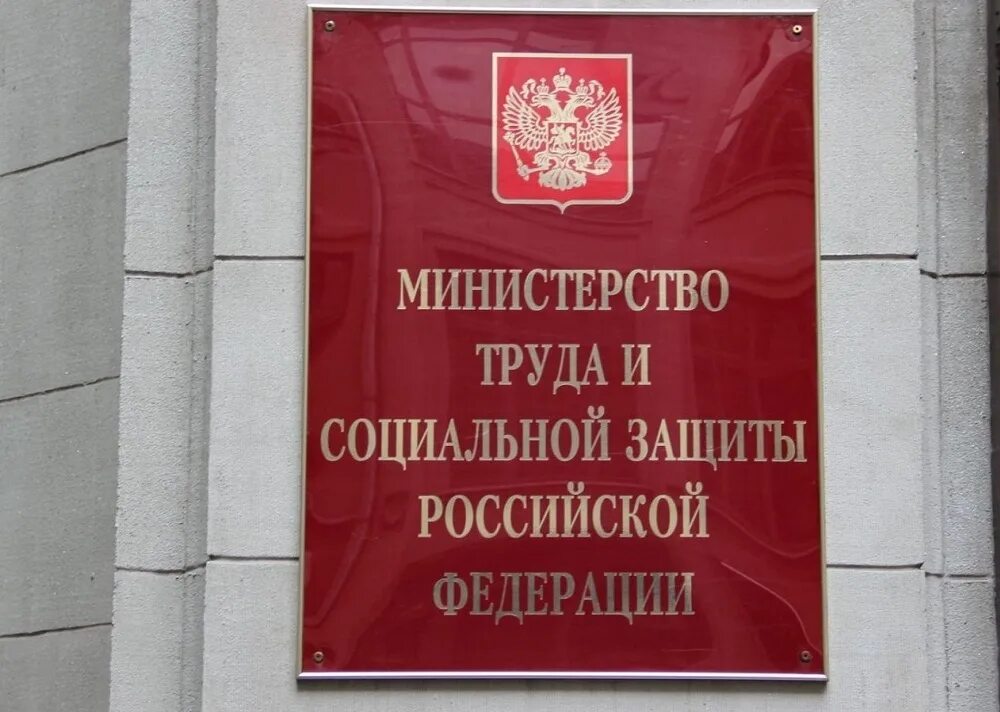 МИНИСТЕРСТВО
ТРУДА И
СОЦИАЛЬНОЙ ЗАЩИТЫ
РОССИЙСКОЙ
ФЕДЕРАЦИИ